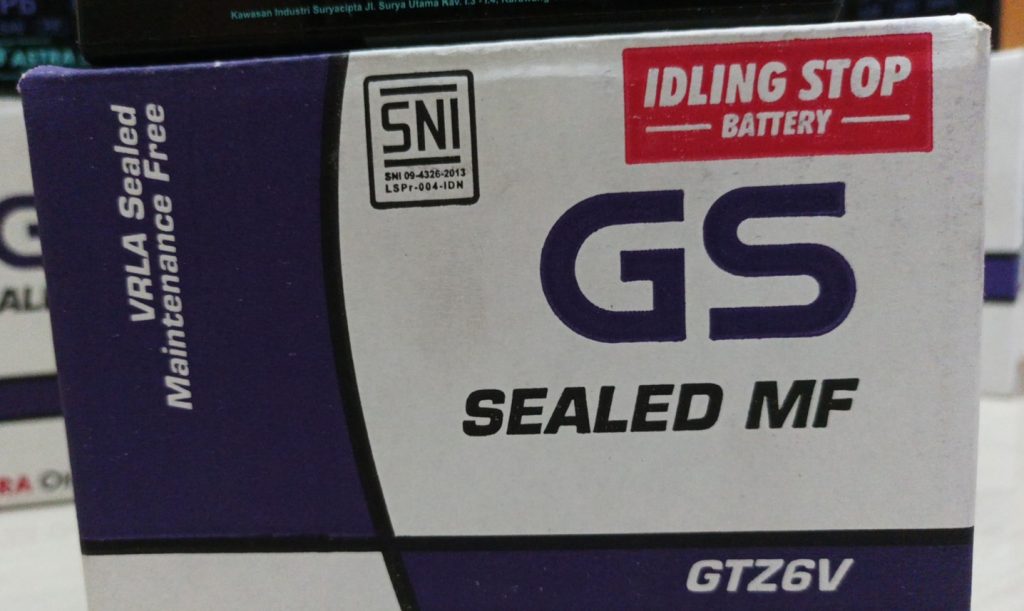 Kawasan Industri Suryacipta Jl. Surya Utama Kav.
VRLA Sealed
Maintenance Free
SNI
SNI 09-4326-2013
LSPr-004-IDN
IDLING STOP
BATTERY
GS
SEALED MF
GTZ6V